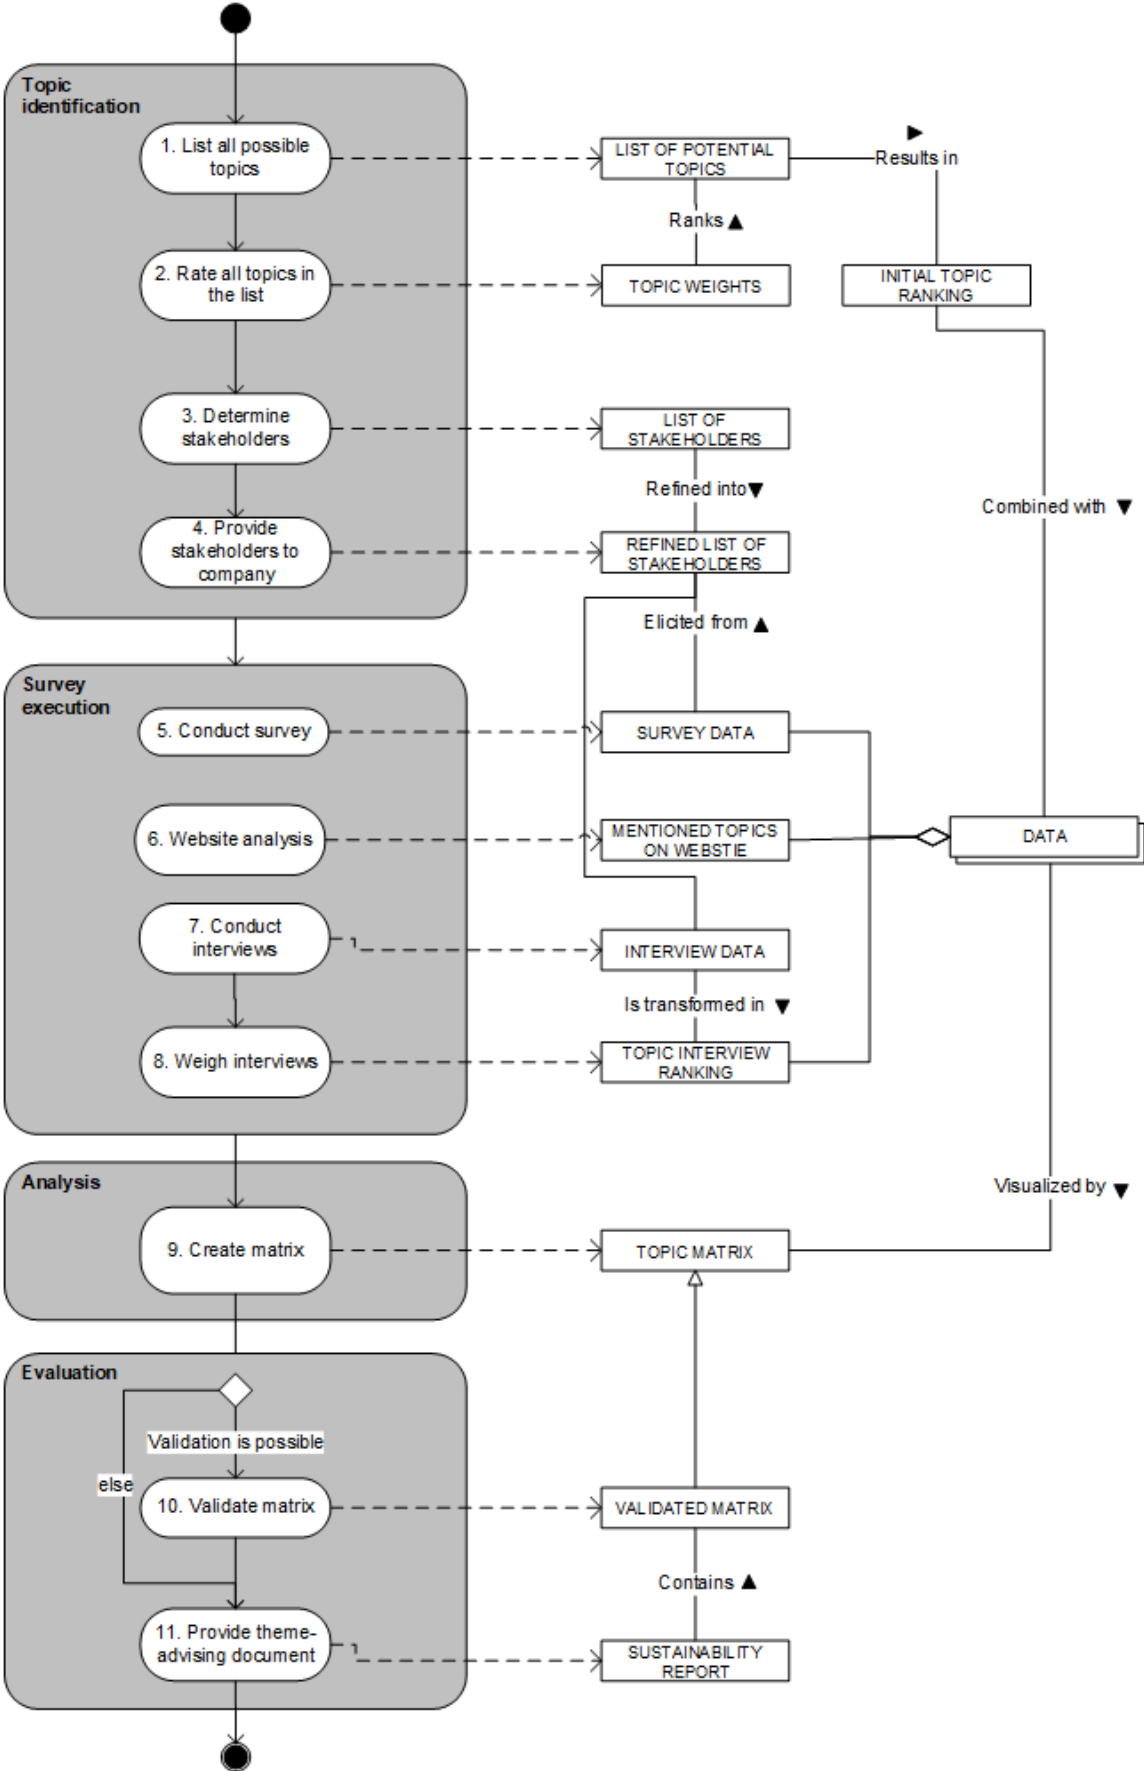 Topic
identification
1. List all possible
topics
LIST OF POTENTIAL
TOPICS
Results in
Ranks
2. Rate all topics in
the list
TOPIC WEIGHTS
INITIAL TOPIC
RANKING
3. Determine
stakeholders
LIST OF
STAKEHOLDERS
Refined into
Combined with
4. Provide
stakeholders to
company
REFINED LIST OF
STAKEHOLDERS
Elicited from
Survey
execution
5. Conduct survey
SURVEY DATA
6. Website analysis
MENTIONED TOPICS
ON WEBSTIE
DATA
7. Conduct
interviews
INTERVIEW DATA
Is transformed in
8. Weigh interviews
TOPIC INTERVIEW
RANKING
Analysis
Visualized by
9. Create matrix
TOPIC MATRIX
Evaluation
Validation is possible
else
10. Validate matrix
VALIDATED MATRIX
Contains
11. Provide theme-
advising document
SUSTAINABILITY
REPORT